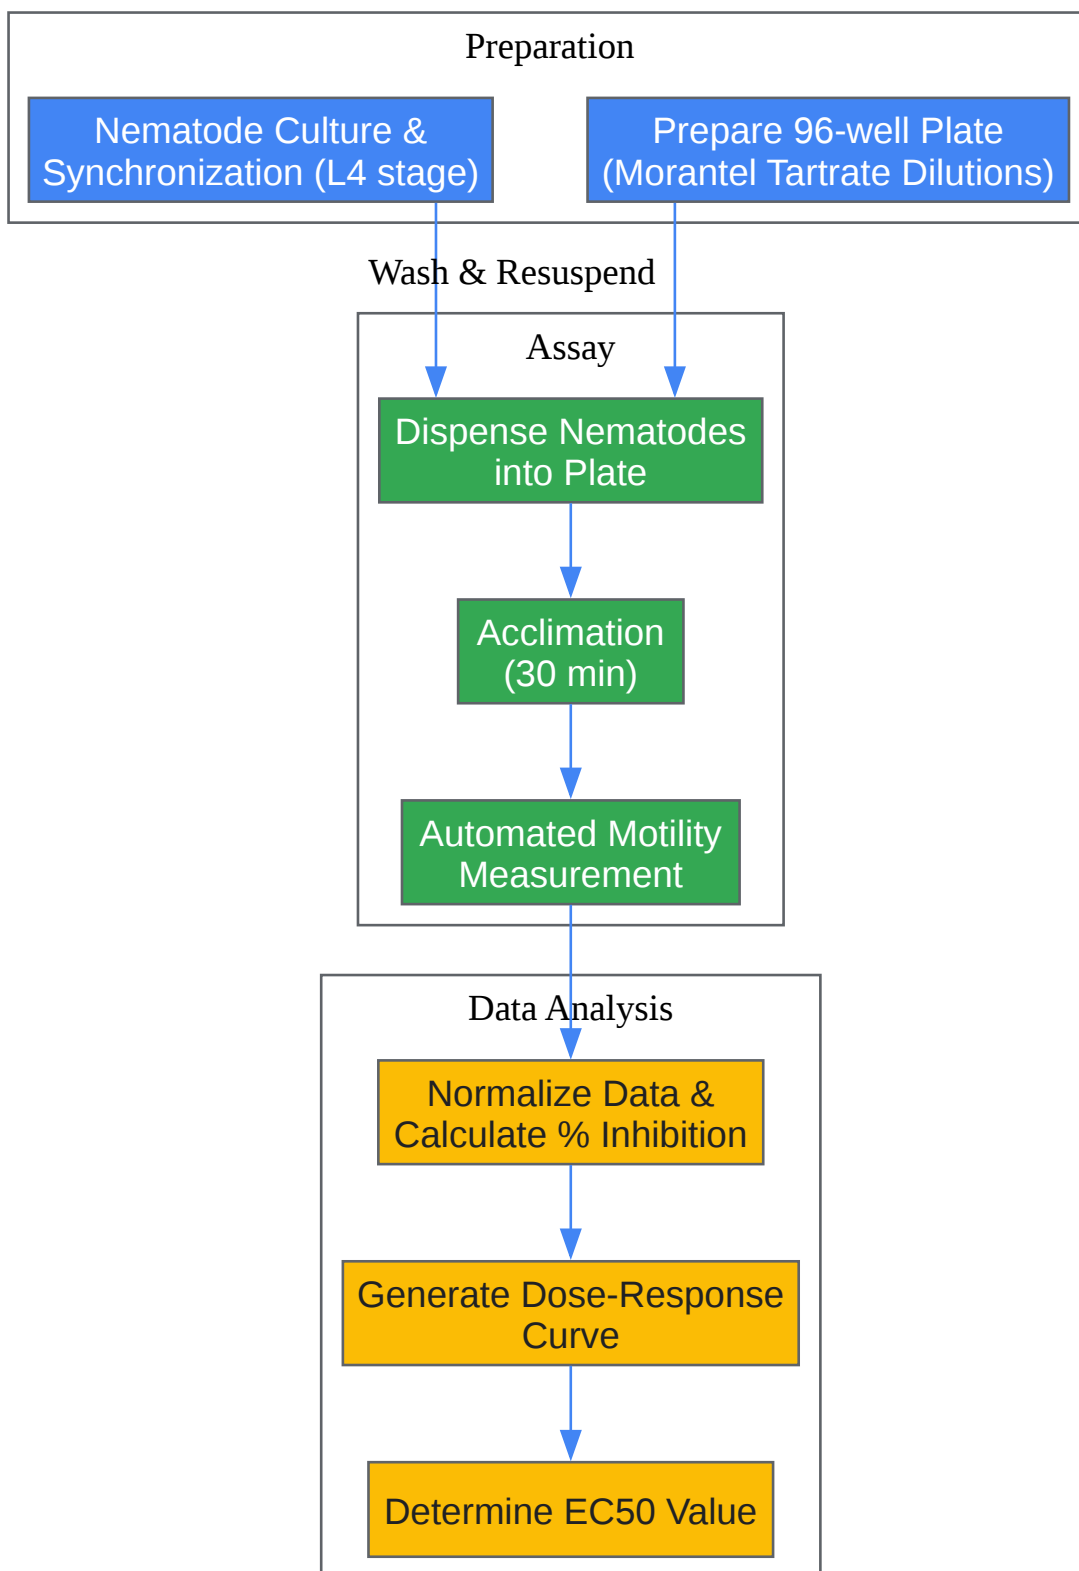 Preparation
Nematode Culture &
Synchronization (L4 stage)
Prepare 96-well Plate
(Morantel Tartrate Dilutions)
Wash & Resuspend
Assay
Dispense Nematodes
into Plate
Acclimation
(30 min)
Automated Motility
Measurement
Data Analysis
Normalize Data &
Calculate % Inhibition
Generate Dose-Response
Curve
Determine EC50 Value